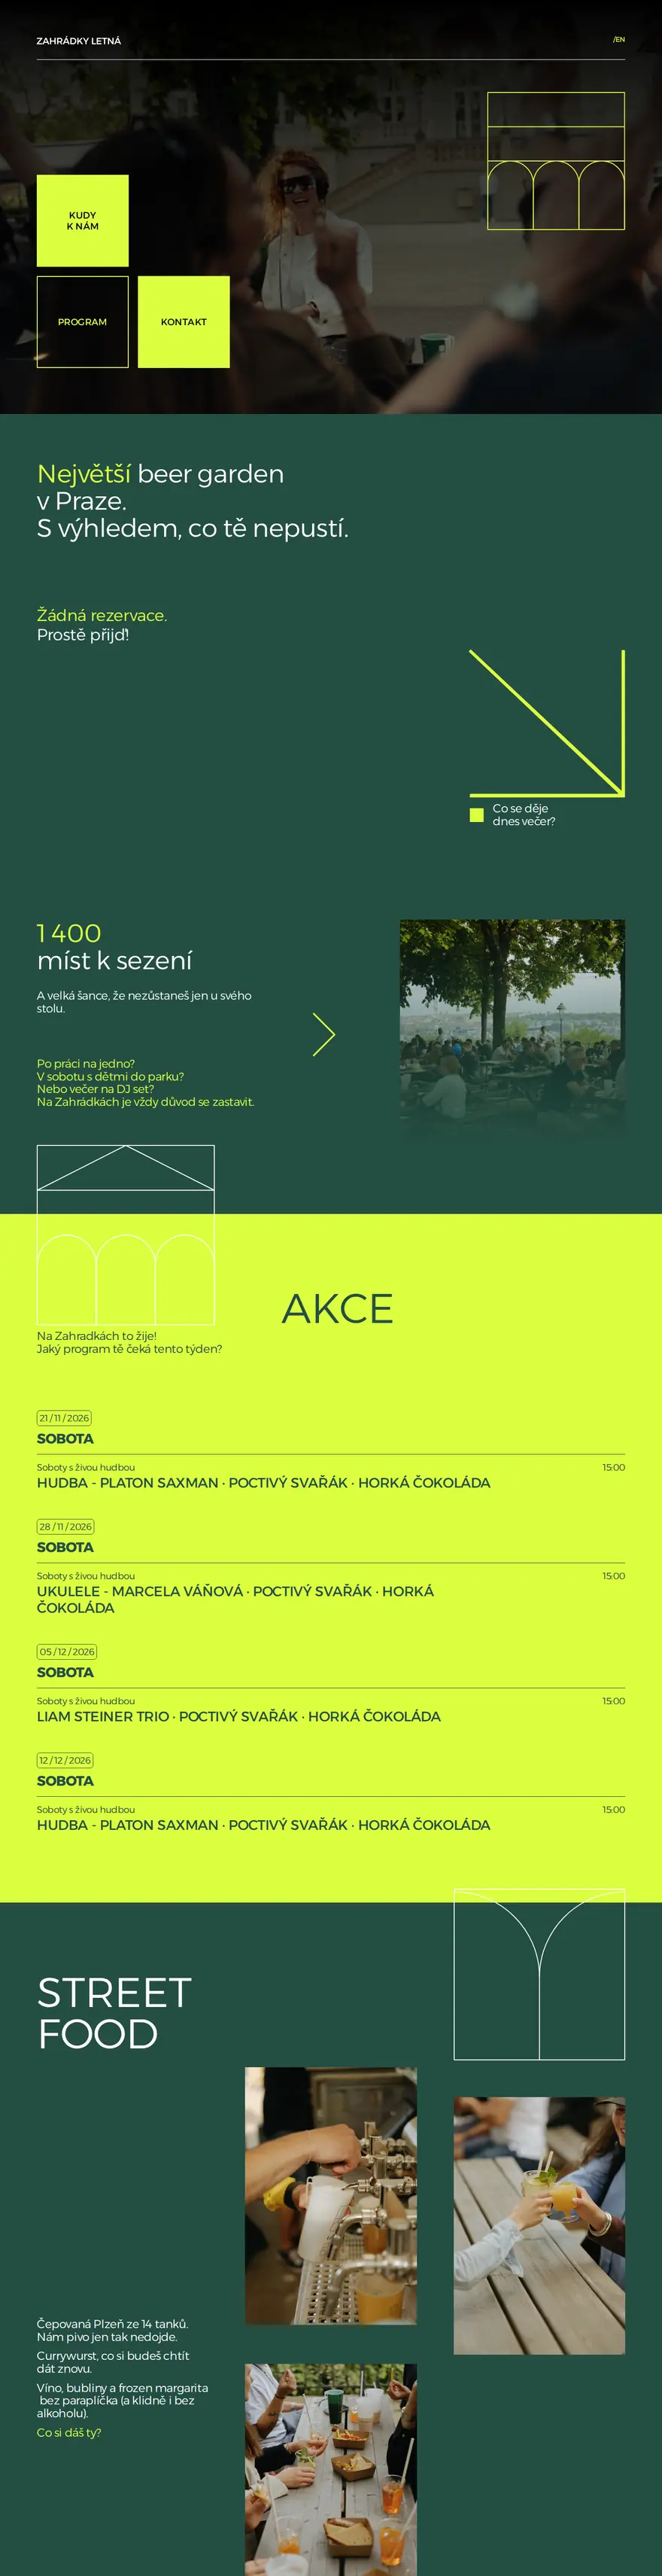 ZAHRÁDKY LETNÁ
/EN
KUDY
K NÁM
PROGRAM
KONTAKT
Největší beer garden
v Praze.
S výhledem, co tě nepustí.
Žádná rezervace.
Prostě přijď!
Co se děje
dnes večer?
1 400
míst k sezení
A velká šance, že nezůstaneš jen u svého
stolu.
Po práci na jedno?
V sobotu s dětmi do parku?
Nebo večer na DJ set?
Na Zahrádkách je vždy důvod se zastavit.
AKCE
Na Zahradkách to žije!
Jaký program tě čeká tento týden?
21 / 11 / 2026
SOBOTA
Soboty s živou hudbou
15:00
HUDBA - PLATON SAXMAN · POCTIVÝ SVAŘÁK · HORKÁ ČOKOLÁDA
28 / 11 / 2026
SOBOTA
Soboty s živou hudbou
15:00
UKULELE - MARCELA VÁŇOVÁ · POCTIVÝ SVAŘÁK · HORKÁ
ČOKOLÁDA
05 / 12 / 2026
SOBOTA
Soboty s živou hudbou
15:00
LIAM STEINER TRIO · POCTIVÝ SVAŘÁK · HORKÁ ČOKOLÁDA
12 / 12 / 2026
SOBOTA
Soboty s živou hudbou
15:00
HUDBA - PLATON SAXMAN · POCTIVÝ SVAŘÁK · HORKÁ ČOKOLÁDA
STREET
FOOD
Čepovaná Plzeň ze 14 tanků.
Nám pivo jen tak nedojde.
Currywurst, co si budeš chtít
dát znovu.
Víno, bubliny a frozen margarita
bez paraplíčka (a klidně i bez
alkoholu).
Co si dáš ty?